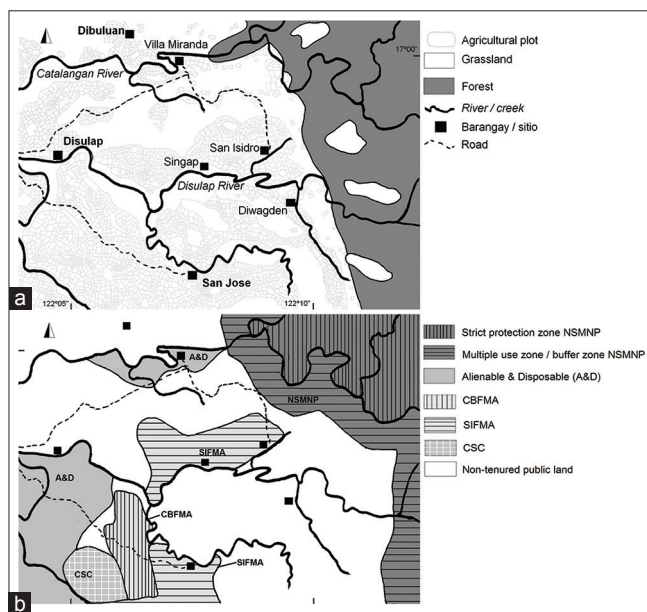 Dibuluan
Villa Miranda
17°00'
Catalangan River
Disulap
San Isidro
Singap
Disulap River
Diwagden
San Jose
a
122°05'
122°10'
Agricultural plot
Grassland
Forest
River / creek
Barangay / sitio
Road
A&D
NSMNP
SIFMA
A&D
CBFMA
CSC
SIFMA
b
Strict protection zone NSMNP
Multiple use zone / buffer zone NSMNP
Alienable & Disposable (A&D)
CBFMA
SIFMA
CSC
Non-tenured public land